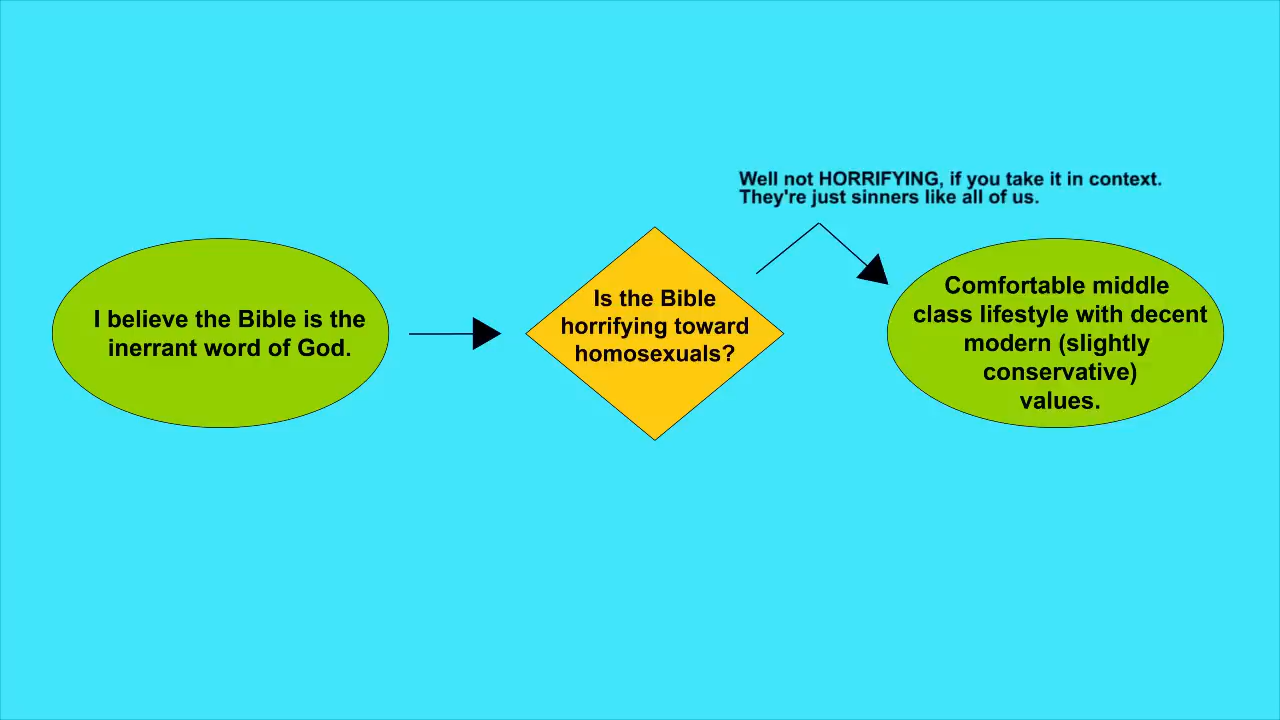 Well not HORRIFYING, if you take it in context.
They're just sinners like all of us.
I believe the Bible is the
inerrant word of God.
Is the Bible
horrifying toward
homosexuals?
Comfortable middle
class lifestyle with decent
modern (slightly
conservative)
values.